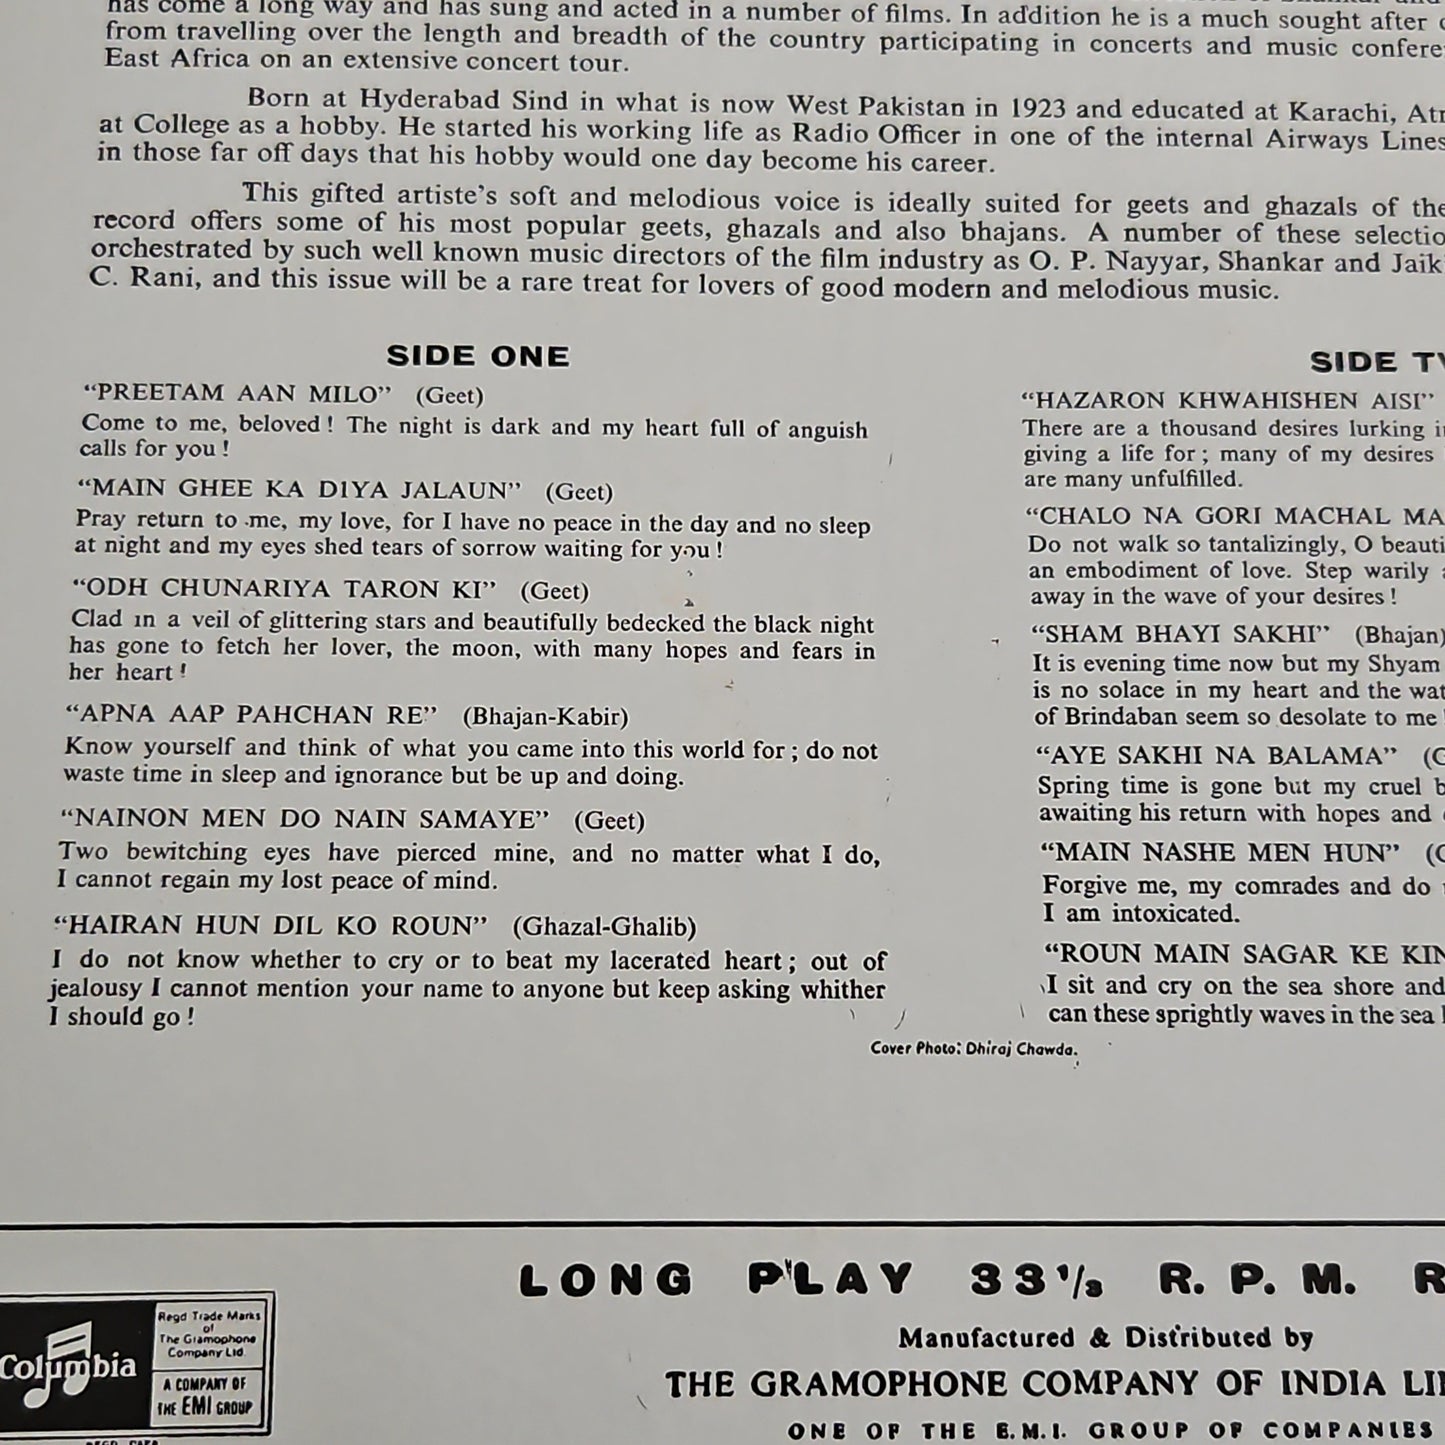 has come a long way and has sung and acted in a number of films. In addition he is a much sought after
from travelling over the length and breadth of the country participating in concerts and music
East Africa on an extensive concert tour.
Born at Hyderabad Sind in what is now West Pakistan in 1923 and educated at Karachi,
at College as a hobby. He started his working life as Radio Officer in one of the internal Airways Lines
in those far off days that his hobby would one day become his career.
This gifted artiste's soft and melodious voice is ideally suited for geets and ghazals of the
record offers some of his most popular geets, ghazals and also bhajans. A number of these
orchestrated by such well known music directors of the film industry as O. P. Nayyar, Shankar and
C. Rani, and this issue will be a rare treat for lovers of good modern and melodious music.
SIDE ONE
"PREETAM AAN MILO" (Geet)
Come to me, beloved! The night is dark and my heart full of anguish
calls for you!
"MAIN GHEE KA D1YA JALAUN" (Geet)
Pray return to me, my love, for I have no peace in the day and no sleep
at night and my eyes shed tears of sorrow waiting for you!
"ODH CHUNARIYA TARON KI" (Geet)
Clad in a veil of glittering stars and beautifully bedecked the black night
has gone to fetch her lover, the moon, with many hopes and fears in
her heart!
"APNA AAP PAHCHAN RE" (Bhajan-Kabir)
Know yourself and think of what you came into this world for; do not
waste time in sleep and ignorance but be up and doing.
"NAINON MEN DO NAIN SAMAYE" (Geet)
Two bewitching eyes have pierced mine, and no matter what I do,
I cannot regain my lost peace of mind.
"HAIRAN HUN DIL KO ROUN" (Ghazal-Ghalib)
I do not know whether to cry or to beat my lacerated heart; out of
jealousy I cannot mention your name to anyone but keep asking whither
I should go!
SIDE
"HAZARON KHWAHISHEN AISI"
There are a thousand desires lurking
giving a life for; many of my desires
are many unfulfilled.
"CHALO NA GORI MACHAL
Do not walk so tantalizingly, O
an embodiment of love. Step warily
away in the wave of your desires!
"SHAM BHAYI SAKHI" (Bhajan)
It is evening time now but my Shyam
is no solace in my heart and the
of Brindaban seem so desolate to me
"AYE SAKHI NA BALAMA"
Spring time is gone but my cruel
awaiting his return with hopes and
"MAIN NASHE MEN HUN"
Forgive me, my comrades and do
I am intoxicated.
"ROUN MAIN SAGAR KE
I sit and cry on the sea shore and
can these sprightly waves in the sea
Cover Photo: Dhiraj Chawda.
LONG PLAY 33⅓ R. P. M.
Manufactured & Distributed by
THE GRAMOPHONE COMPANY OF INDIA
ONE OF THE E.M.I. GROUP OF COMPANIES
Columbia
Regd Trade Marks
of
The Gramophone
Company Ltd.
A COMPANY OF
THE EMI GROUP